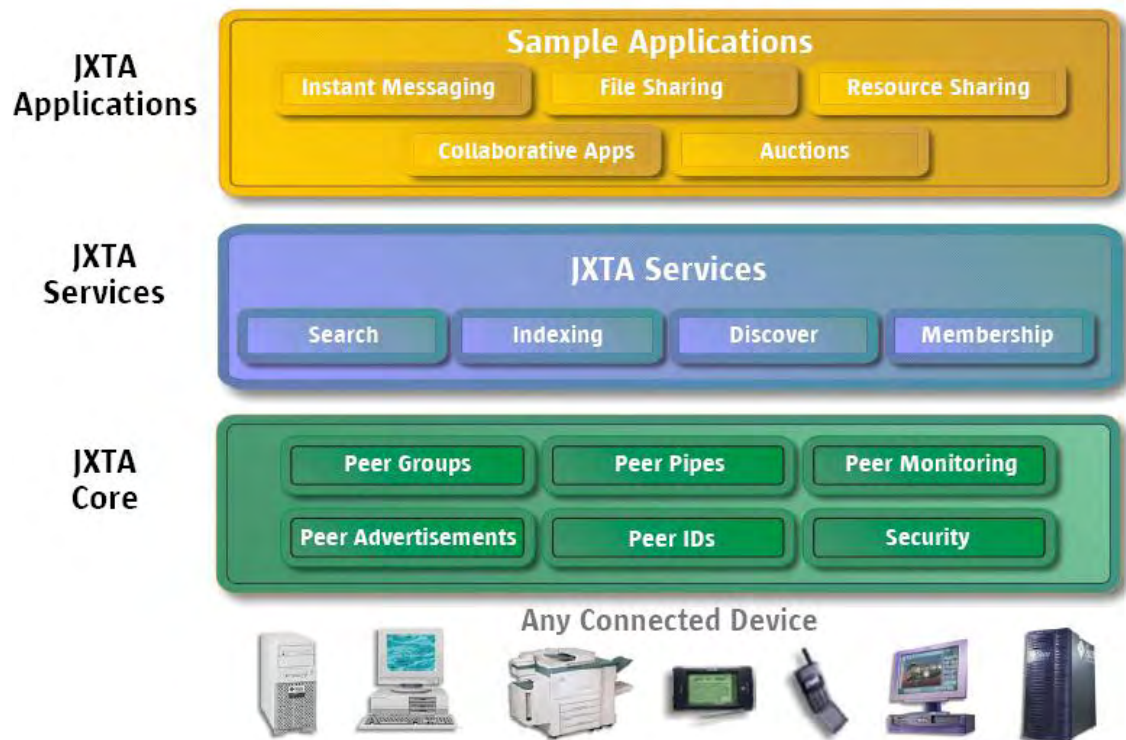 JXTA
Applications
Sample Applications
Instant Messaging
File Sharing
Resource Sharing
Collaborative Apps
Auctions
JXTA
Services
JXTA Services
Search
Indexing
Discover
Membership
JXTA
Core
Peer Groups
Peer Pipes
Peer Monitoring
Peer Advertisements
Peer IDs
Security
Any Connected Device